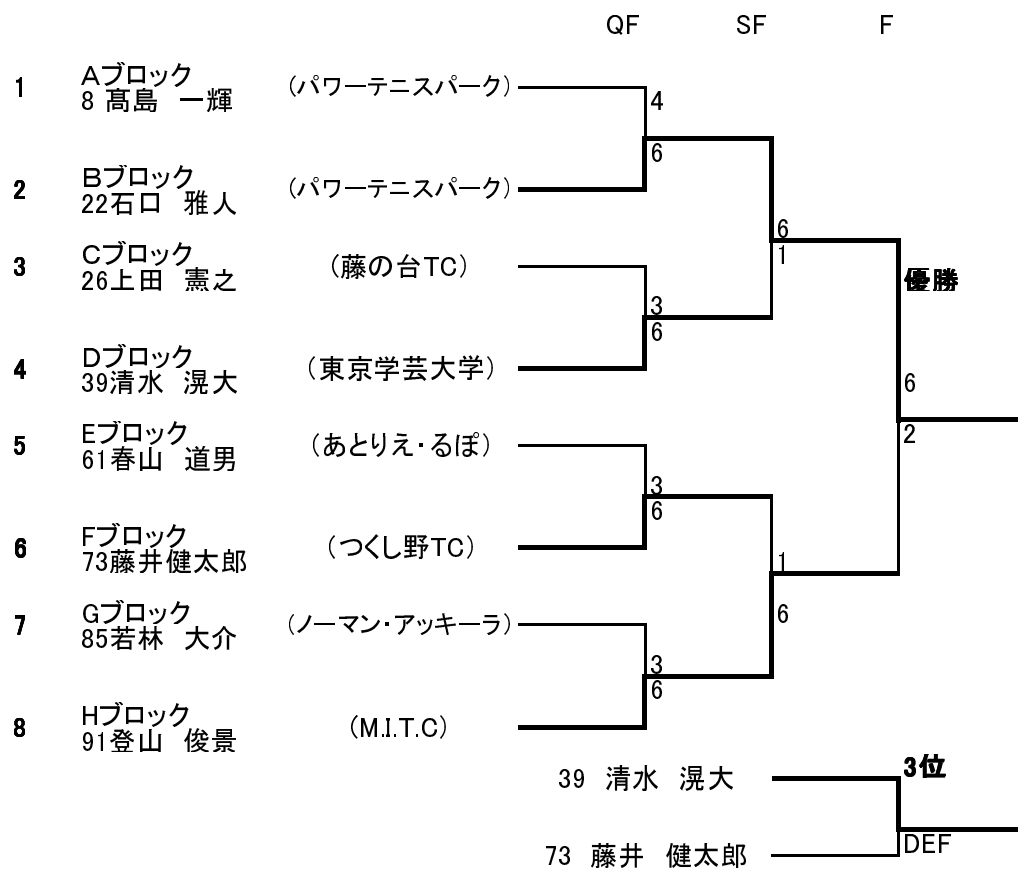 QF SF F
1 Aブロック (パワーテニスパーク)
8 髙島 一輝
4
6
2 Bブロック (パワーテニスパーク)
22石口 雅人
6
1
3 Cブロック (藤の台TC)
26上田 憲之
優勝
3
6
4 Dブロック (東京学芸大学)
39清水 滉大
6
2
5 Eブロック (あとりえ・るぽ)
61春山 道男
3
6
6 Fブロック (つくし野TC)
73藤井健太郎
1
6
7 Gブロック (ノーマン・アッキーラ)
85若林 大介
3
6
8 Hブロック (M.I.T.C)
91登山 俊景
39 清水 滉大
3位
73 藤井 健太郎
DEF